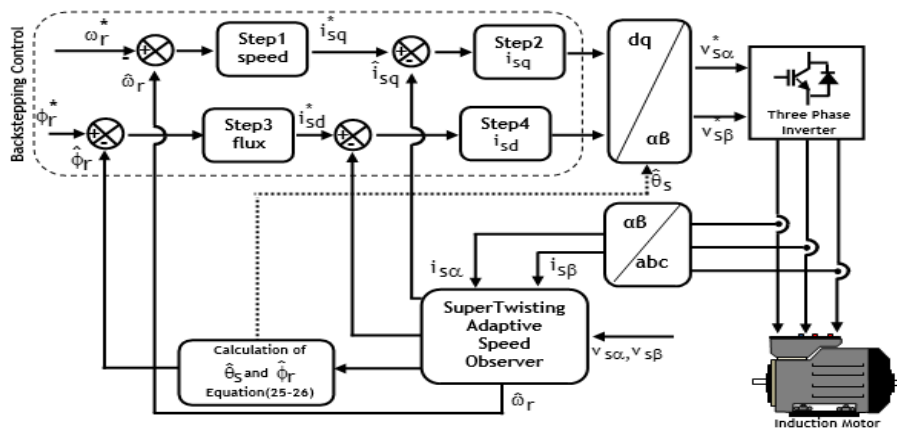 Backstepping Control
ω*r
Step1
speed
i*sq
Step2
isq
dq
αβ
v*sα
v*sβ
Three Phase
Inverter
ω̂r
îsq
ϕ*r
Step3
flux
i*sd
Step4
isd
ϕ̂r
θ̂s
αβ
abc
isα
isβ
SuperTwisting
Adaptive
Speed
Observer
vsα,vsβ
Calculation of
θ̂s and ϕ̂r
Equation(25-26)
ω̂r
Induction Motor